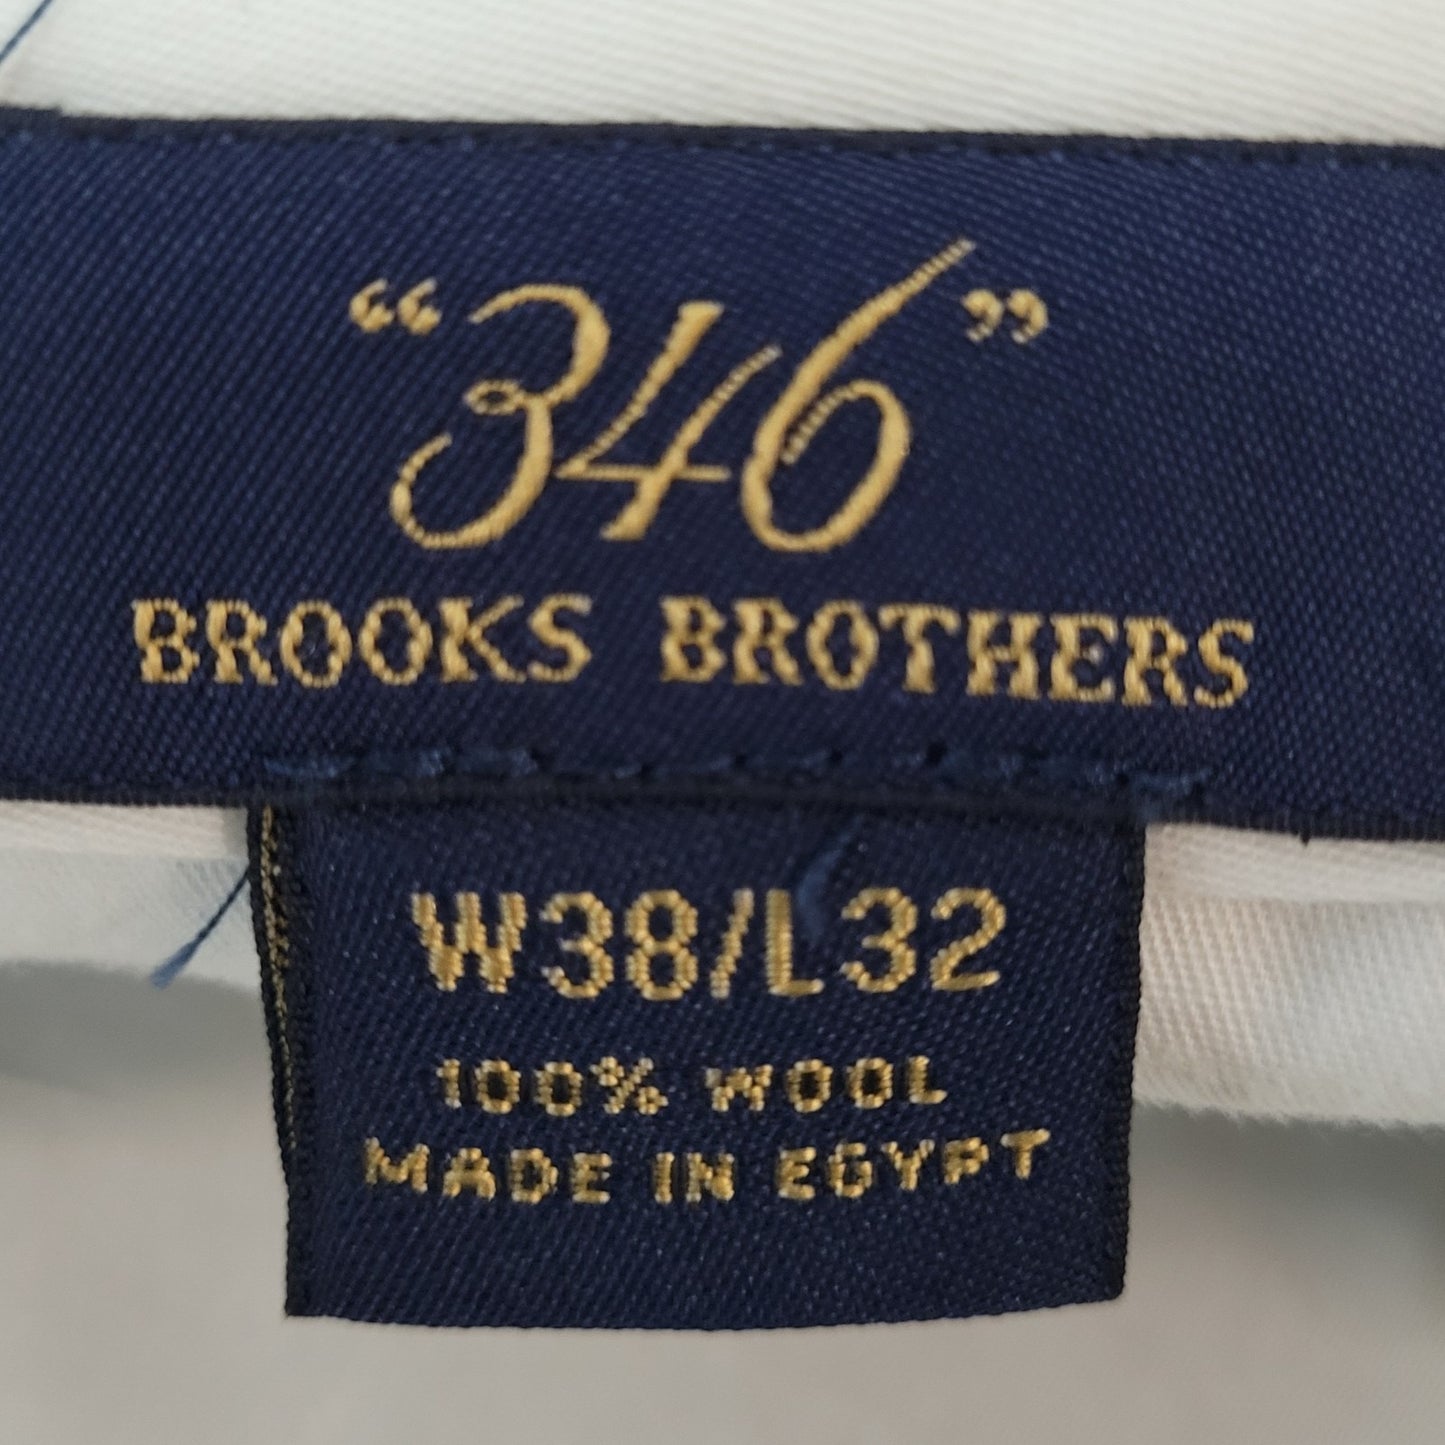 “346”
BROOKS BROTHERS
W38/L32
100% WOOL
MADE IN EGYPT